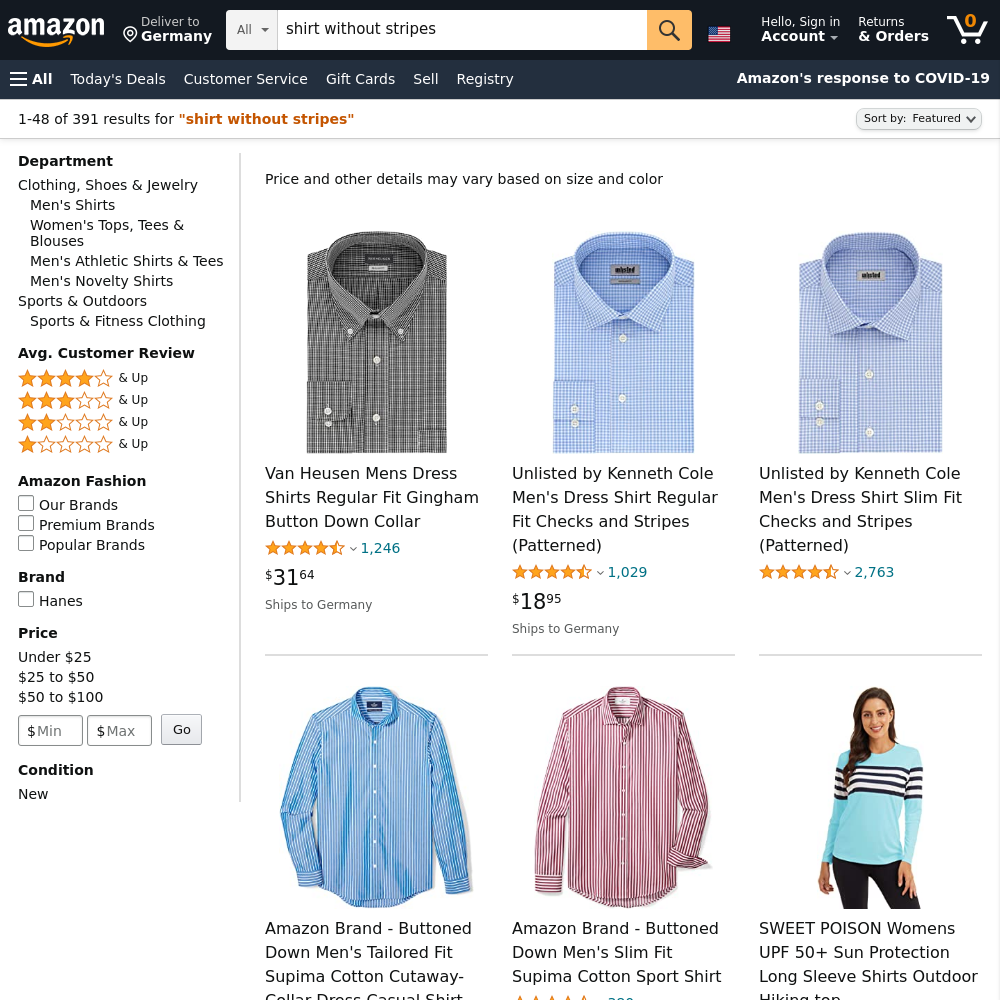 amazon
Deliver to
Germany
All
shirt without stripes
Hello, Sign in
Account
Returns
& Orders
0
All
Today's Deals
Customer Service
Gift Cards
Sell
Registry
Amazon's response to COVID-19
1-48 of 391 results for "shirt without stripes"
Sort by: Featured
Department
Clothing, Shoes & Jewelry
Men's Shirts
Women's Tops, Tees &
Blouses
Men's Athletic Shirts & Tees
Men's Novelty Shirts
Sports & Outdoors
Sports & Fitness Clothing
Avg. Customer Review
& Up
& Up
& Up
& Up
Amazon Fashion
Our Brands
Premium Brands
Popular Brands
Brand
Hanes
Price
Under $25
$25 to $50
$50 to $100
$ Min
$ Max
Go
Condition
New
Price and other details may vary based on size and color
unlisted
unlisted
Van Heusen Mens Dress
Shirts Regular Fit Gingham
Button Down Collar
1,246
$31 64
Ships to Germany
Unlisted by Kenneth Cole
Men's Dress Shirt Regular
Fit Checks and Stripes
(Patterned)
1,029
$18 95
Ships to Germany
Unlisted by Kenneth Cole
Men's Dress Shirt Slim Fit
Checks and Stripes
(Patterned)
2,763
Amazon Brand - Buttoned
Down Men's Tailored Fit
Supima Cotton Cutaway-
Collar Dress Casual Shirt
Amazon Brand - Buttoned
Down Men's Slim Fit
Supima Cotton Sport Shirt
SWEET POISON Womens
UPF 50+ Sun Protection
Long Sleeve Shirts Outdoor
Hiking top